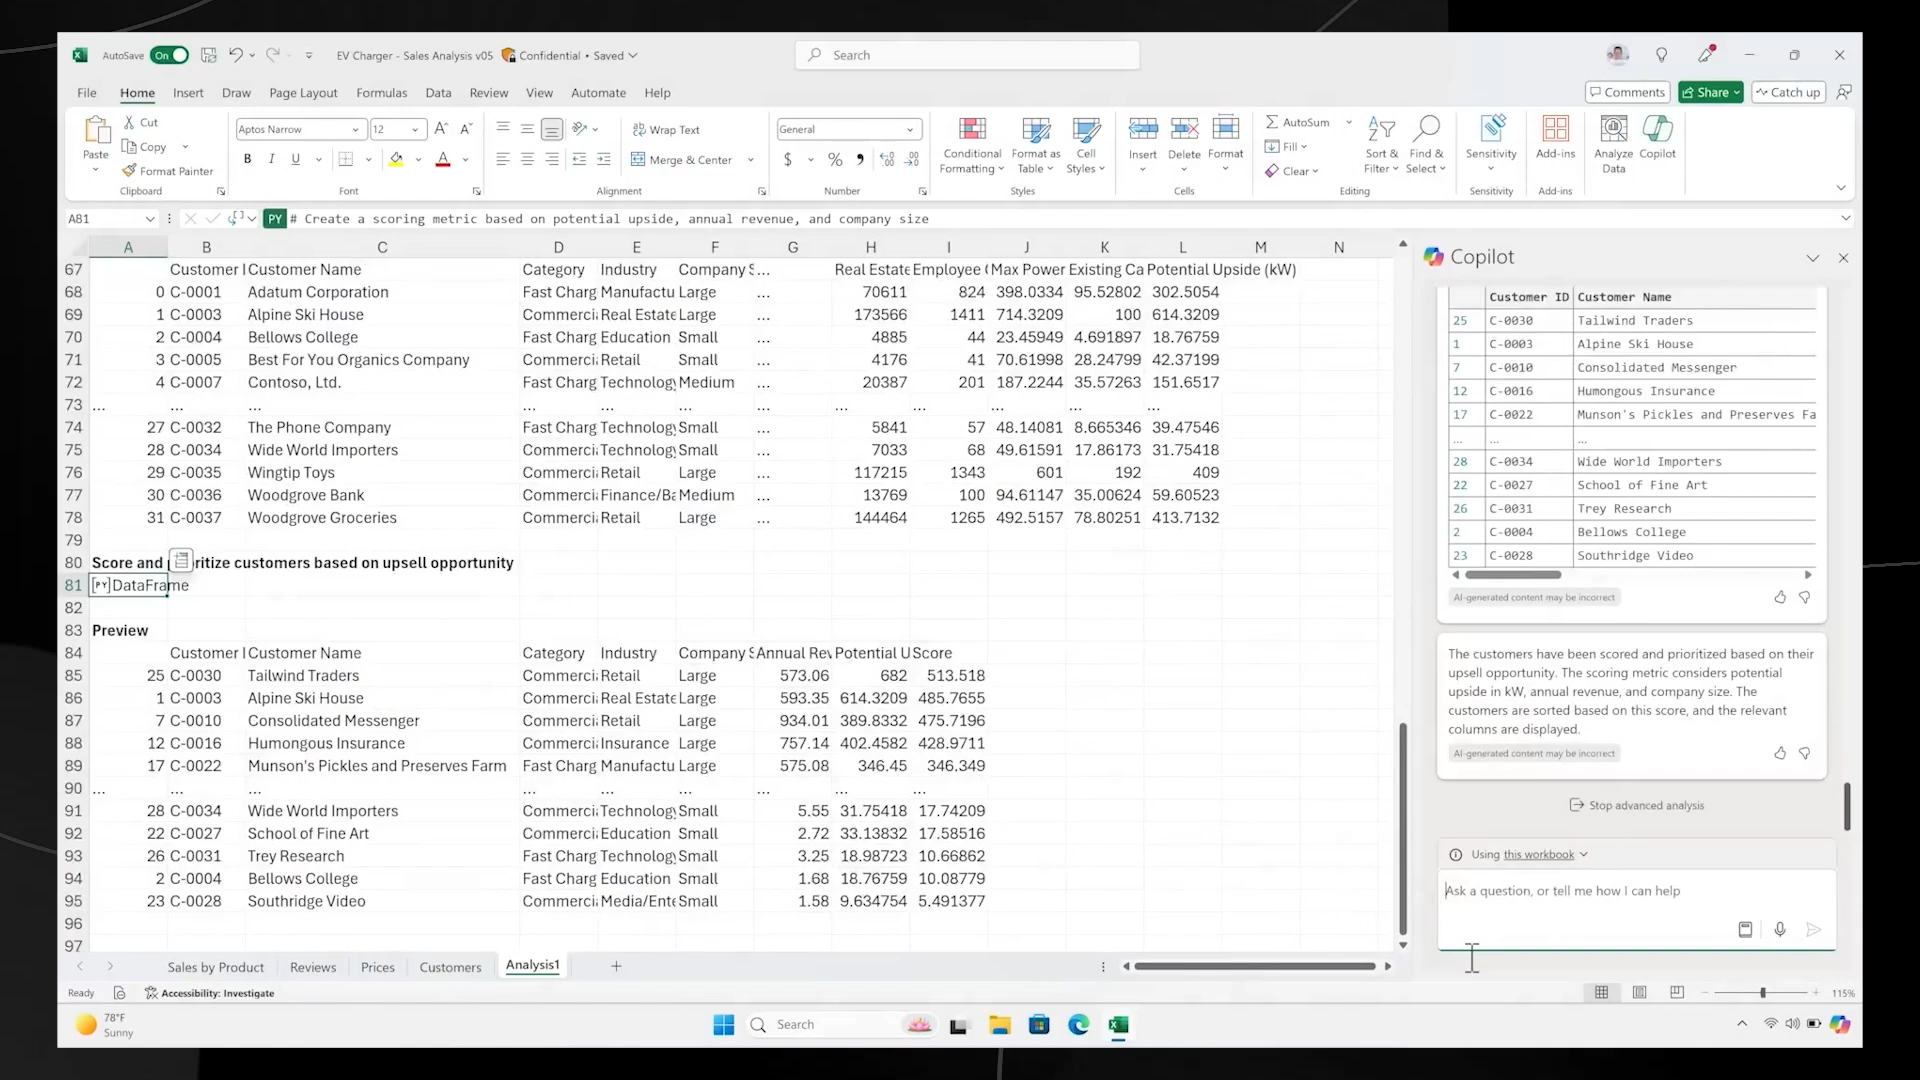 AutoSave On EV Charger - Sales Analysis v05 Confidential • Saved Search
File Home Insert Draw Page Layout Formulas Data Review View Automate Help Comments Share Catch up
Paste Cut Copy Format Painter Clipboard
Aptos Narrow 12 B I U A Font
Wrap Text Merge & Center Alignment
General $ % Number
Conditional Formatting Format as Table Cell Styles Styles
Insert Delete Format Cells
AutoSum Fill Clear Sort & Filter Find & Select Editing
Sensitivity Sensitivity
Add-ins Add-ins
Analyze Data Copilot
A81 PY # Create a scoring metric based on potential upside, annual revenue, and company size
A B C D E F G H I J K L M N
67 Customer Customer Name Category Industry Company S ... Real Estate Employee Max Power Existing Ca Potential Upside (kW)
68 0 C-0001 Adatum Corporation Fast Charg Manufactu Large ... 70611 824 398.0334 95.52802 302.5054
69 1 C-0003 Alpine Ski House Commerci Real Estate Large ... 173566 1411 714.3209 100 614.3209
70 2 C-0004 Bellows College Fast Charg Education Small ... 4885 44 23.45949 4.691897 18.76759
71 3 C-0005 Best For You Organics Company Commerci Retail Small ... 4176 41 70.61998 28.24799 42.37199
72 4 C-0007 Contoso, Ltd. Fast Charg Technology Medium ... 20387 201 187.2244 35.57263 151.6517
73 ... ... ... ... ... ... ... ... ... ... ...
74 27 C-0032 The Phone Company Fast Charg Technology Small ... 5841 57 48.14081 8.665346 39.47546
75 28 C-0034 Wide World Importers Commerci Technology Small ... 7033 68 49.61591 17.86173 31.75418
76 29 C-0035 Wingtip Toys Commerci Retail Large ... 117215 1343 601 192 409
77 30 C-0036 Woodgrove Bank Commerci Finance/Ba Medium ... 13769 100 94.61147 35.00624 59.60523
78 31 C-0037 Woodgrove Groceries Commerci Retail Large ... 144464 1265 492.5157 78.80251 413.7132
79
80 Score and ritize customers based on upsell opportunity
81 [PY] DataFrame
82
83 Preview
84 Customer Customer Name Category Industry Company S Annual Rev Potential U Score
85 25 C-0030 Tailwind Traders Commerci Retail Large 573.06 682 513.518
86 1 C-0003 Alpine Ski House Commerci Real Estate Large 593.35 614.3209 485.7655
87 7 C-0010 Consolidated Messenger Commerci Retail Large 934.01 389.8332 475.7196
88 12 C-0016 Humongous Insurance Commerci Insurance Large 757.14 402.4582 428.9711
89 17 C-0022 Munson's Pickles and Preserves Farm Fast Charg Manufactu Large 575.08 346.45 346.349
90 ... ... ... ... ... ... ... ... ...
91 28 C-0034 Wide World Importers Commerci Technology Small 5.55 31.75418 17.74209
92 22 C-0027 School of Fine Art Commerci Education Small 2.72 33.13832 17.58516
93 26 C-0031 Trey Research Fast Charg Technology Small 3.25 18.98723 10.66862
94 2 C-0004 Bellows College Fast Charg Education Small 1.68 18.76759 10.08779
95 23 C-0028 Southridge Video Commerci Media/Ente Small 1.58 9.634754 5.491377
96
97
Sales by Product Reviews Prices Customers Analysis1 +
Ready Accessibility: Investigate 115%
Copilot
Customer ID Customer Name
25 C-0030 Tailwind Traders
1 C-0003 Alpine Ski House
7 C-0010 Consolidated Messenger
12 C-0016 Humongous Insurance
17 C-0022 Munson's Pickles and Preserves Fa
... ... ...
28 C-0034 Wide World Importers
22 C-0027 School of Fine Art
26 C-0031 Trey Research
2 C-0004 Bellows College
23 C-0028 Southridge Video
AI-generated content may be incorrect
The customers have been scored and prioritized based on their
upsell opportunity. The scoring metric considers potential
upside in kW, annual revenue, and company size. The
customers are sorted based on this score, and the relevant
columns are displayed.
AI-generated content may be incorrect
Stop advanced analysis
Using this workbook
Ask a question, or tell me how I can help
78°F
Sunny
Search